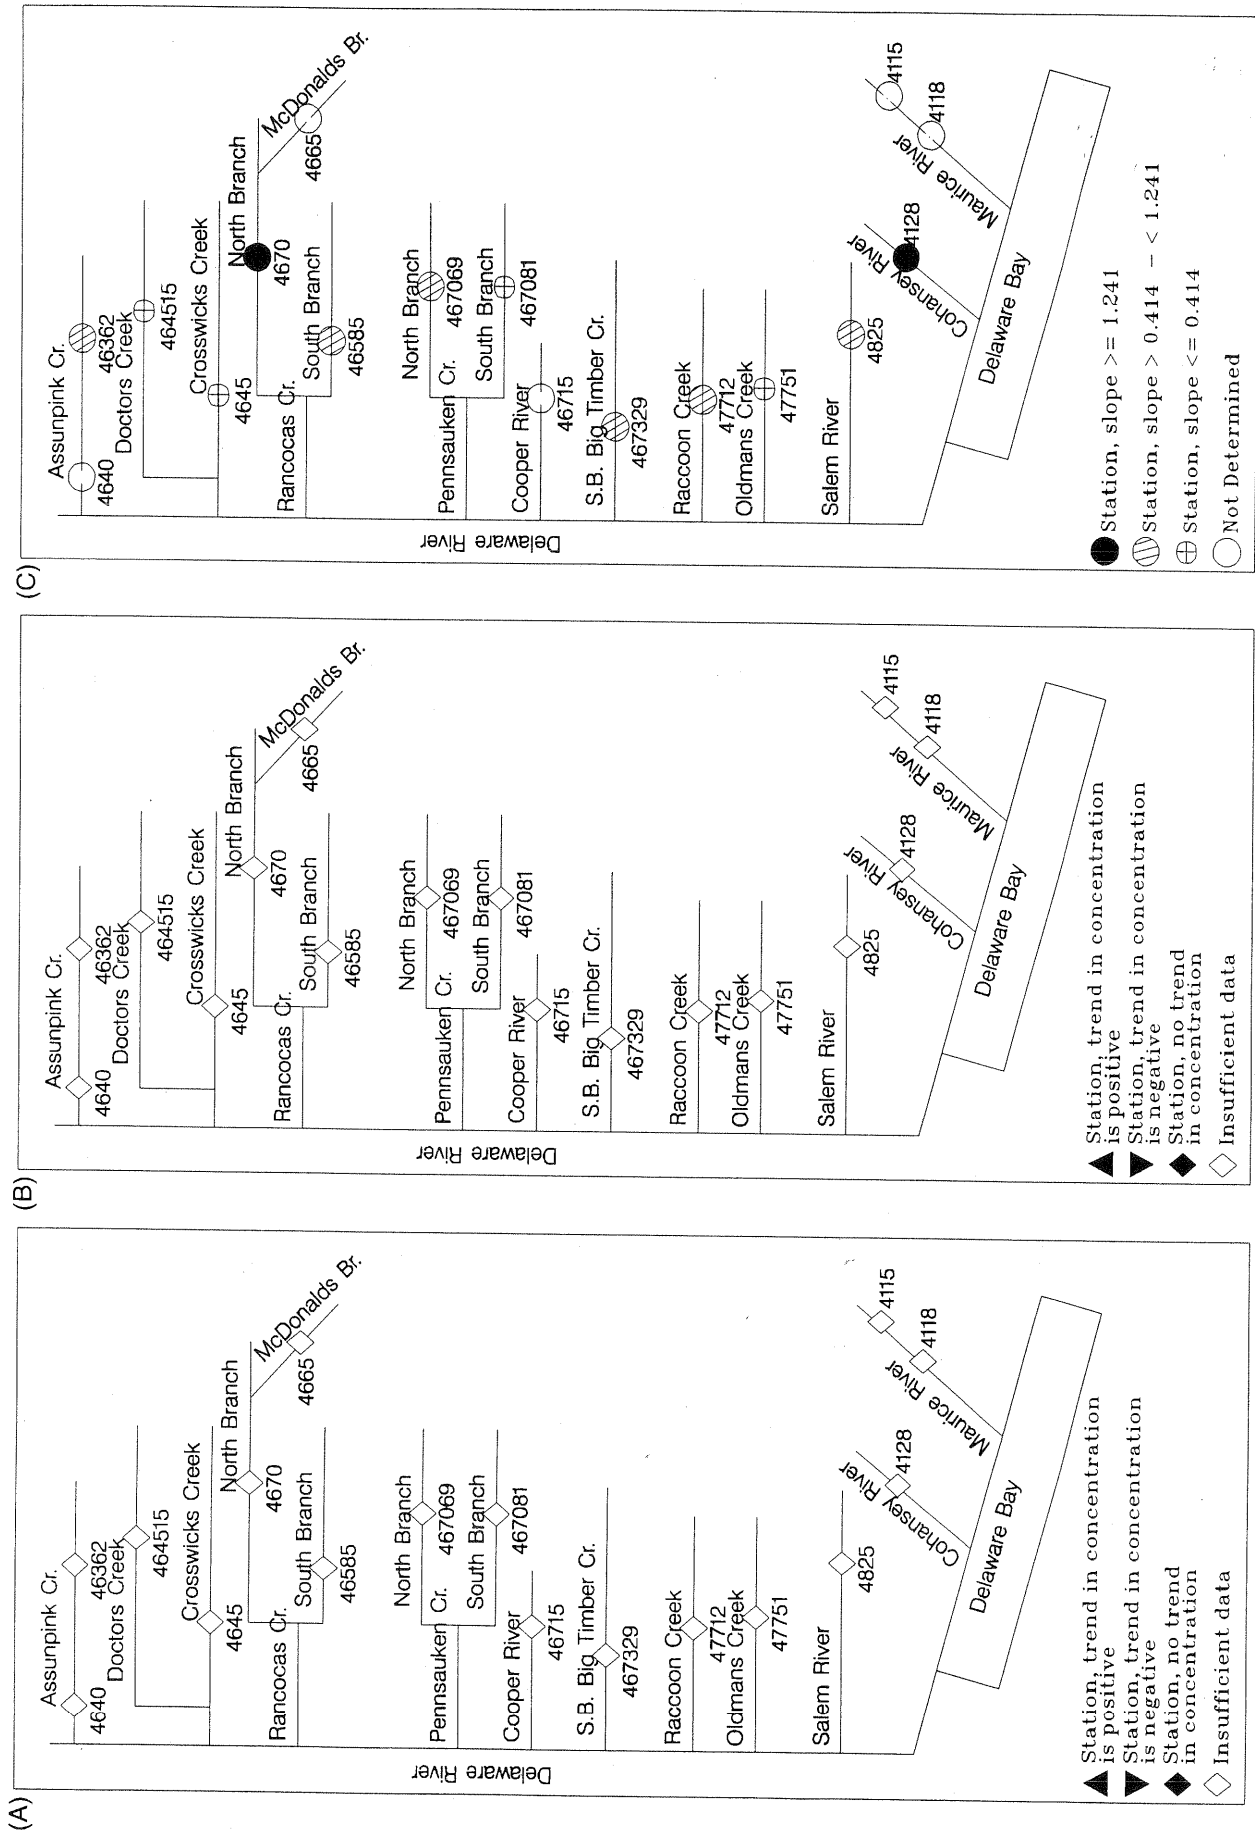 (A)
Assunpink Cr.
4640
46362
Doctors Creek
464515
Crosswicks Creek
4645
North Branch
4670
McDonalds Br.
4665
Rancocas Cr.
South Branch
46585
North Branch
467069
Pennsauken Cr.
South Branch
467081
Cooper River
46715
S.B. Big Timber Cr.
467329
Raccoon Creek
47712
Oldmans Creek
47751
Salem River
4825
Cohansey River
4128
Maurice River
4118
4115
Delaware River
Delaware Bay
Station, trend in concentration
is positive
Station, trend in concentration
is negative
Station, no trend
in concentration
Insufficient data
(B)
Assunpink Cr.
4640
46362
Doctors Creek
464515
Crosswicks Creek
4645
North Branch
4670
McDonalds Br.
4665
Rancocas Cr.
South Branch
46585
North Branch
467069
Pennsauken Cr.
South Branch
467081
Cooper River
46715
S.B. Big Timber Cr.
467329
Raccoon Creek
47712
Oldmans Creek
47751
Salem River
4825
Cohansey River
4128
Maurice River
4118
4115
Delaware River
Delaware Bay
Station, trend in concentration
is positive
Station, trend in concentration
is negative
Station, no trend
in concentration
Insufficient data
(C)
Assunpink Cr.
4640
46362
Doctors Creek
464515
Crosswicks Creek
4645
North Branch
4670
McDonalds Br.
4665
Rancocas Cr.
South Branch
46585
North Branch
467069
Pennsauken Cr.
South Branch
467081
Cooper River
46715
S.B. Big Timber Cr.
467329
Raccoon Creek
47712
Oldmans Creek
47751
Salem River
4825
Cohansey River
4128
Maurice River
4118
4115
Delaware River
Delaware Bay
Station, slope >= 1.241
Station, slope > 0.414 - < 1.241
Station, slope <= 0.414
Not Determined